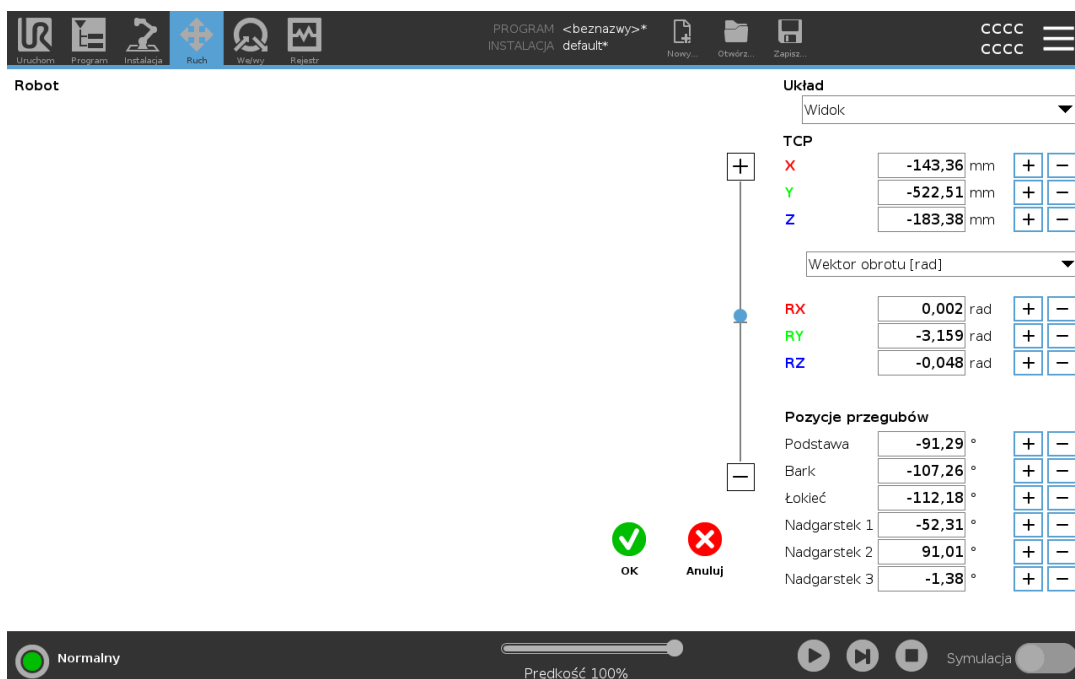 PROGRAM <beznazwy>*
INSTALACJA default*
CCCC
CCCC
Uruchom Program Instalacja Ruch We/wy Rejestr Nowy... Otwórz... Zapisz...
Robot
Układ
Widok
TCP
X -143,36 mm + −
Y -522,51 mm + −
Z -183,38 mm + −
Wektor obrotu [rad]
RX 0,002 rad + −
RY -3,159 rad + −
RZ -0,048 rad + −
Pozycje przegubów
Podstawa -91,29 ° + −
Bark -107,26 ° + −
Łokieć -112,18 ° + −
Nadgarstek 1 -52,31 ° + −
Nadgarstek 2 91,01 ° + −
Nadgarstek 3 -1,38 ° + −
OK Anuluj
Normalny
Predkość 100%
Symulacja